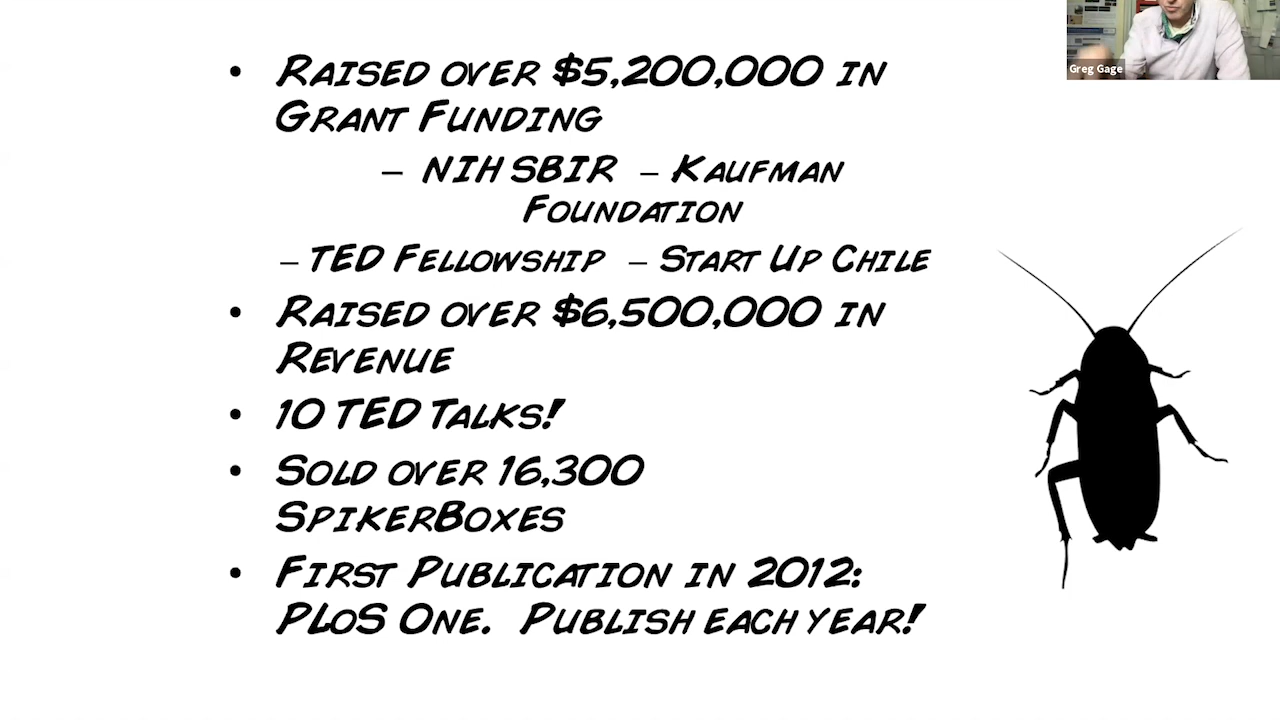 • Raised over $5,200,000 in
Grant Funding
– NIH SBIR – Kaufman
Foundation
– TED Fellowship – Start Up Chile
• Raised over $6,500,000 in
Revenue
• 10 TED Talks!
• Sold over 16,300
SpikerBoxes
• First Publication in 2012:
PLoS One. Publish each year!
Greg Gage